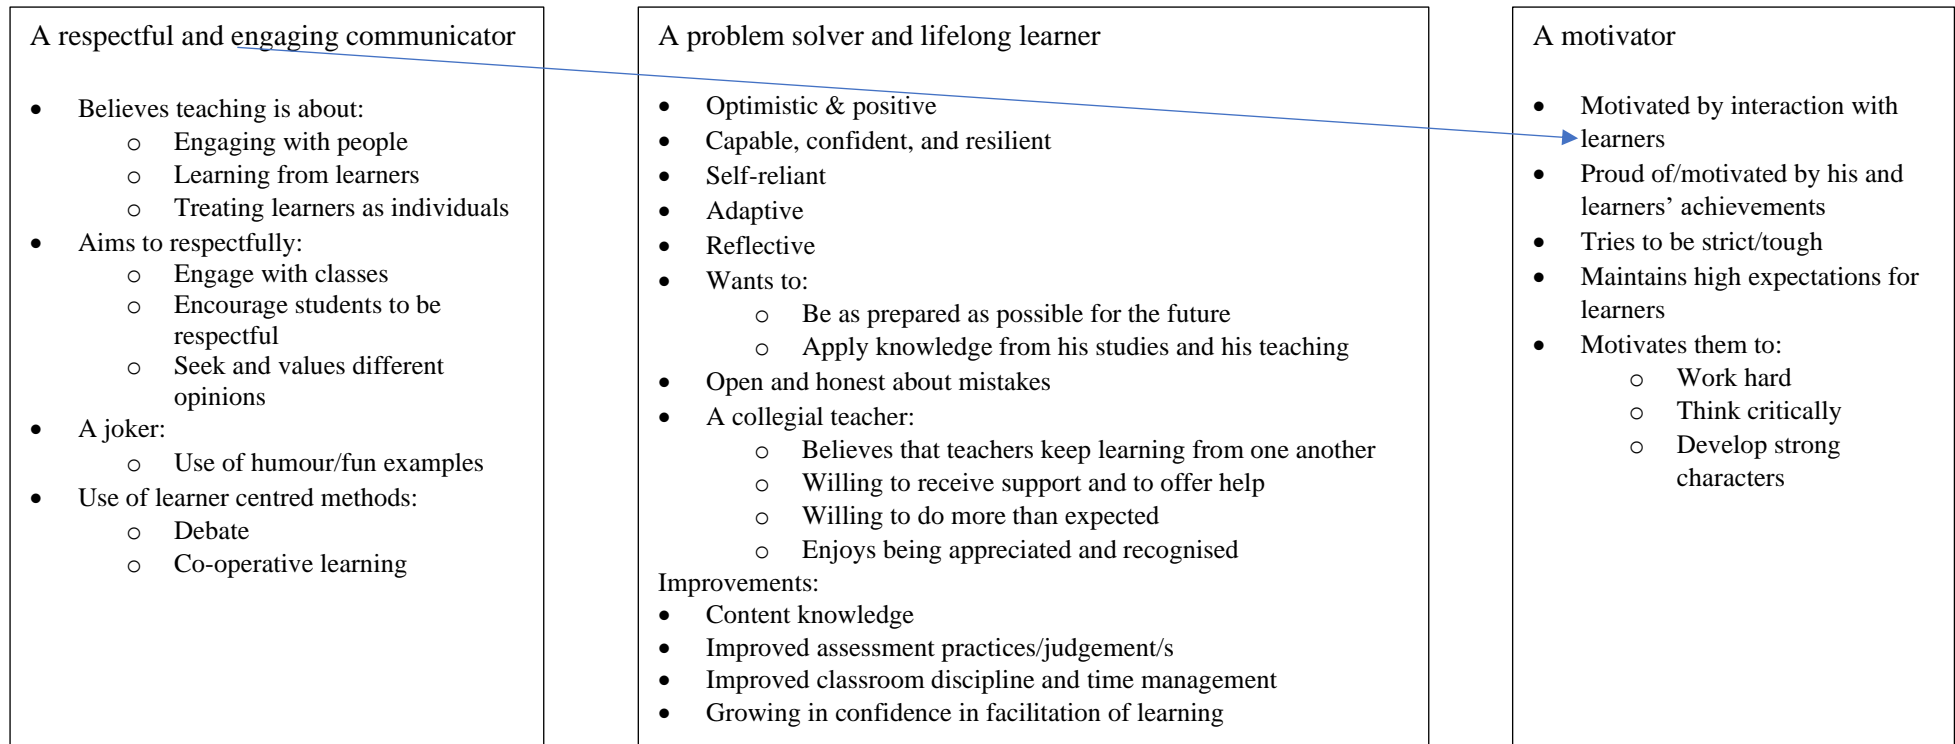 A respectful and engaging communicator
• Believes teaching is about:
o Engaging with people
o Learning from learners
o Treating learners as individuals
• Aims to respectfully:
o Engage with classes
o Encourage students to be
respectful
o Seek and values different
opinions
• A joker:
o Use of humour/fun examples
• Use of learner centred methods:
o Debate
o Co-operative learning
A problem solver and lifelong learner
• Optimistic & positive
• Capable, confident, and resilient
• Self-reliant
• Adaptive
• Reflective
• Wants to:
o Be as prepared as possible for the future
o Apply knowledge from his studies and his teaching
• Open and honest about mistakes
• A collegial teacher:
o Believes that teachers keep learning from one another
o Willing to receive support and to offer help
o Willing to do more than expected
o Enjoys being appreciated and recognised
Improvements:
• Content knowledge
• Improved assessment practices/judgement/s
• Improved classroom discipline and time management
• Growing in confidence in facilitation of learning
A motivator
• Motivated by interaction with
learners
• Proud of/motivated by his and
learners’ achievements
• Tries to be strict/tough
• Maintains high expectations for
learners
• Motivates them to:
o Work hard
o Think critically
o Develop strong
characters